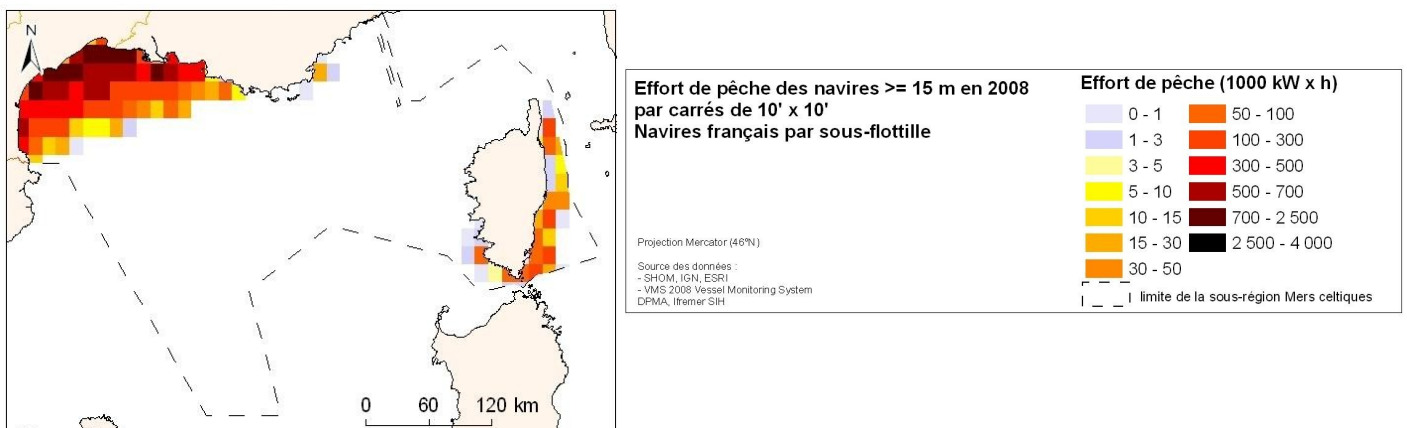 N
0 60 120 km
Effort de pêche des navires >= 15 m en 2008
par carrés de 10' x 10'
Navires français par sous-flottille
Projection Mercator (46°N)
Source des données :
- SHOM, IGN, ESRI
- VMS 2008 Vessel Monitoring System
DPMA, Ifremer SIH
Effort de pêche (1000 kW x h)
0 - 1
1 - 3
3 - 5
5 - 10
10 - 15
15 - 30
30 - 50
50 - 100
100 - 300
300 - 500
500 - 700
700 - 2 500
2 500 - 4 000
limite de la sous-région Mers celtiques